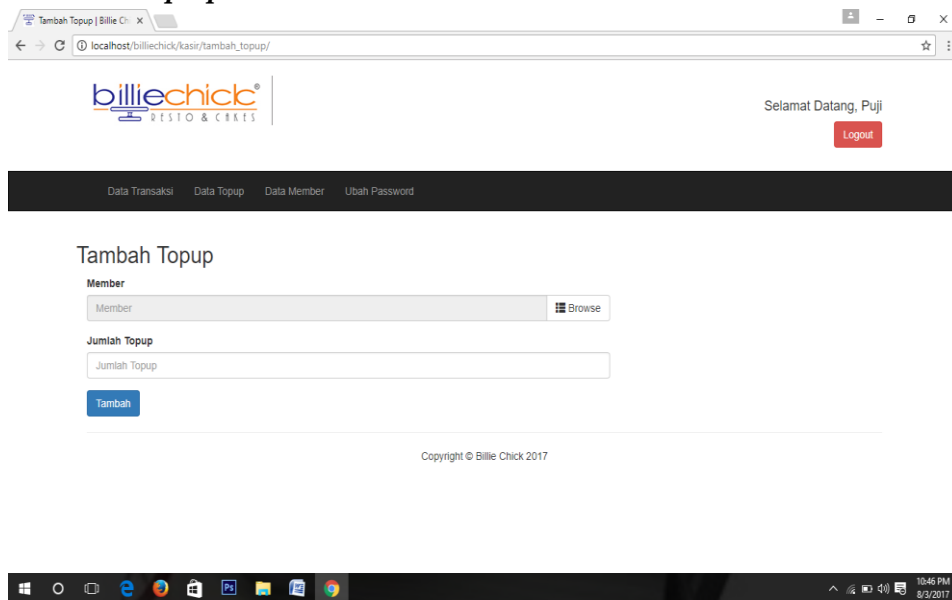 Tambah Topup | Billie Ch
localhost/billiechick/kasir/tambah_topup/
billiechick®
RESTO & CAKES
Selamat Datang, Puji
Logout
Data Transaksi Data Topup Data Member Ubah Password
Tambah Topup
Member
Member Browse
Jumlah Topup
Jumlah Topup
Tambah
Copyright © Billie Chick 2017
10:46 PM
8/3/2017